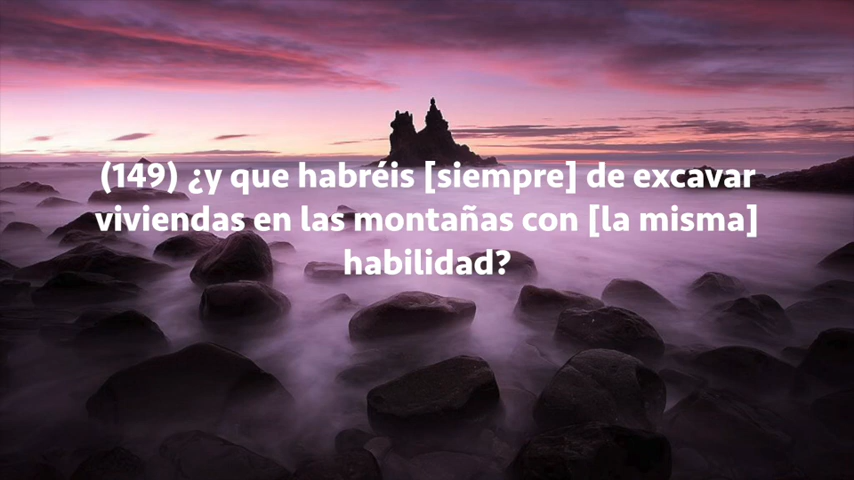 (149) ¿y que habréis [siempre] de excavar
viviendas en las montañas con [la misma]
habilidad?